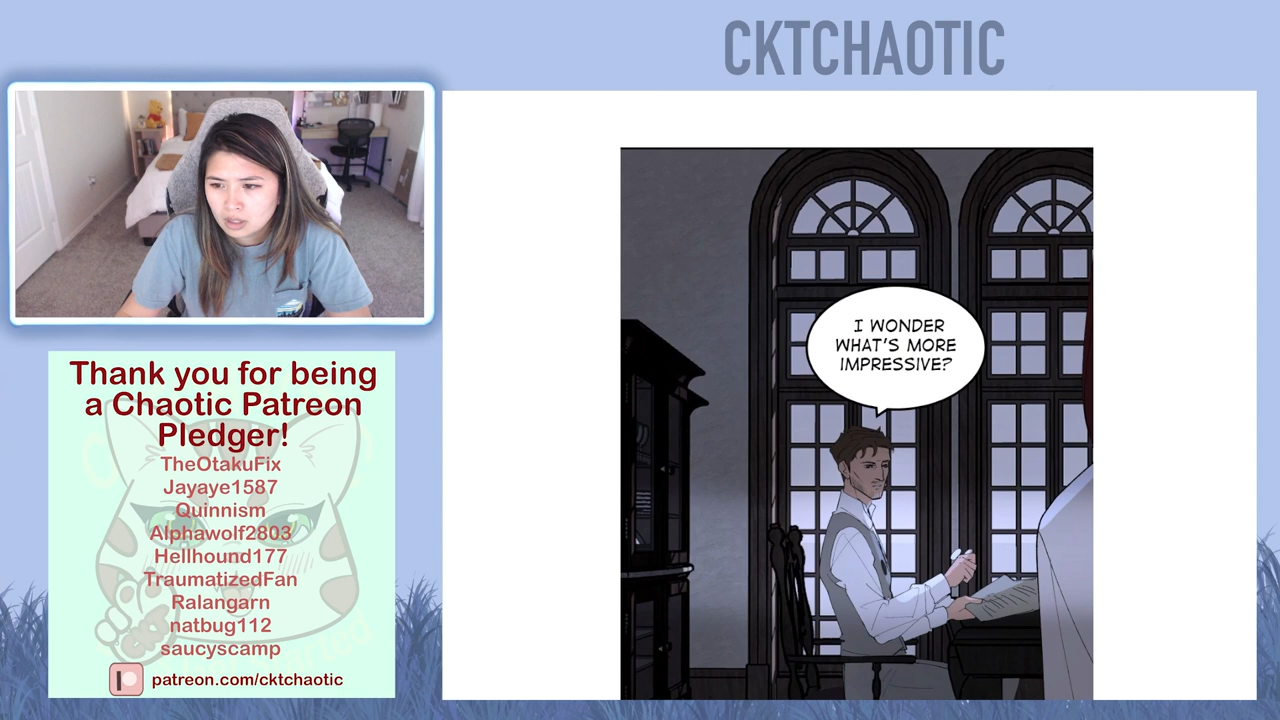 CKTCHAOTIC
I WONDER
WHAT'S MORE
IMPRESSIVE?
Thank you for being
a Chaotic Patreon
Pledger!
TheOtakuFix
Jayaye1587
Quinnism
Alphawolf2803
Hellhound177
TraumatizedFan
Ralangarn
natbug112
saucyscamp
patreon.com/cktchaotic